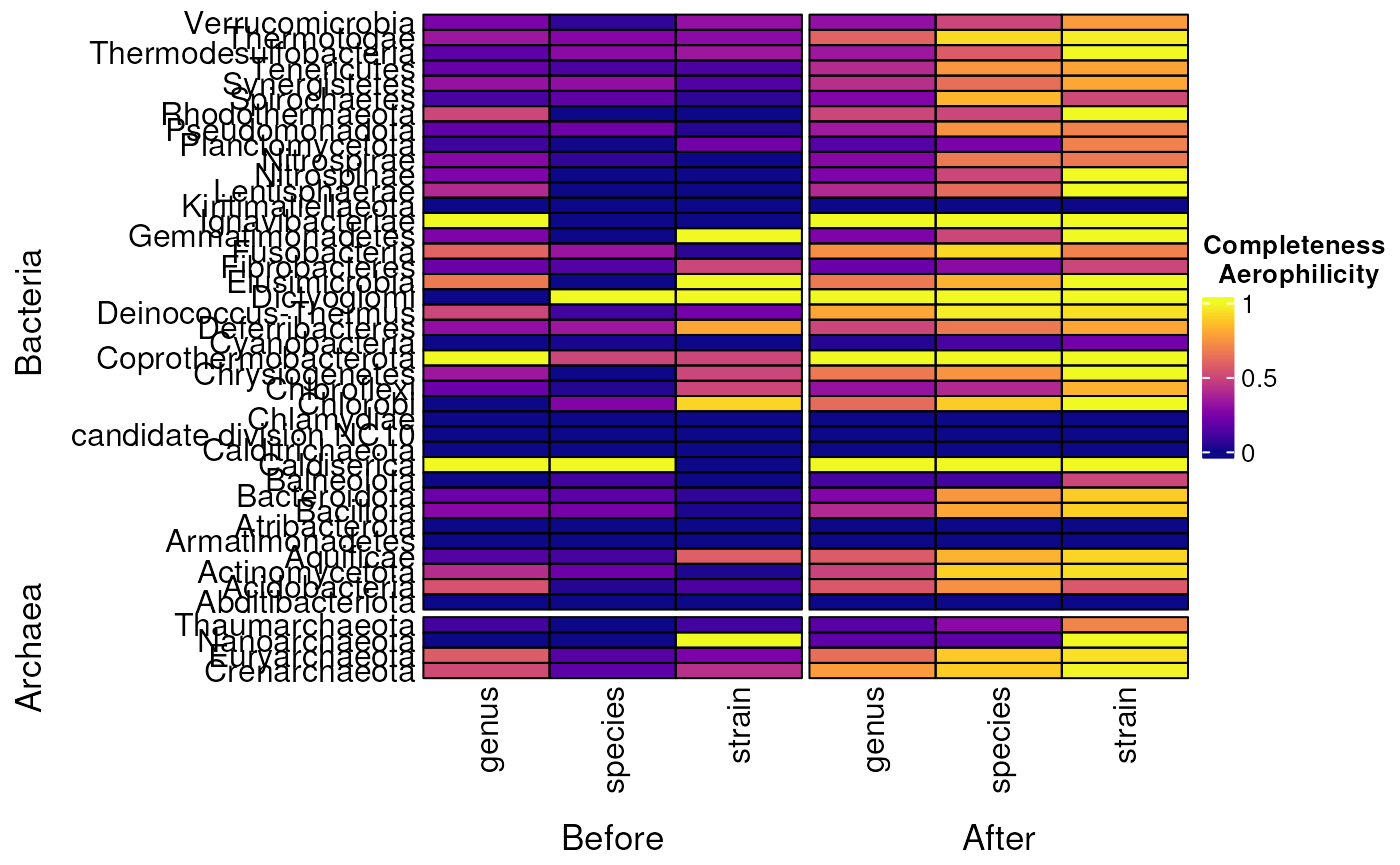 Verrucomicrobia
Thermotogae
Thermodesulfobacteria
Tenericutes
Synergistetes
Spirochaetes
Rhodothermaeota
Pseudomonadota
Planctomycetota
Nitrospirae
Nitrospinae
Lentisphaerae
Kiritimatiellaeota
Ignavibacteriae
Gemmatimonadetes
Fusobacteria
Fibrobacteres
Elusimicrobia
Dictyoglomi
Deinococcus-Thermus
Deferribacteres
Cyanobacteria
Coprothermobacterota
Chrysiogenetes
Chloroflexi
Chlorobi
Chlamydiae
candidate division NC10
Calditrichaeota
Caldiserica
Balneolota
Bacteroidota
Bacillota
Atribacterota
Armatimonadetes
Aquificae
Actinomycetota
Acidobacteria
Abditibacteriota
Thaumarchaeota
Nanoarchaeota
Euryarchaeota
Crenarchaeota
Bacteria
Archaea
genus
species
strain
genus
species
strain
Before
After
Completeness
Aerophilicity
1
0.5
0